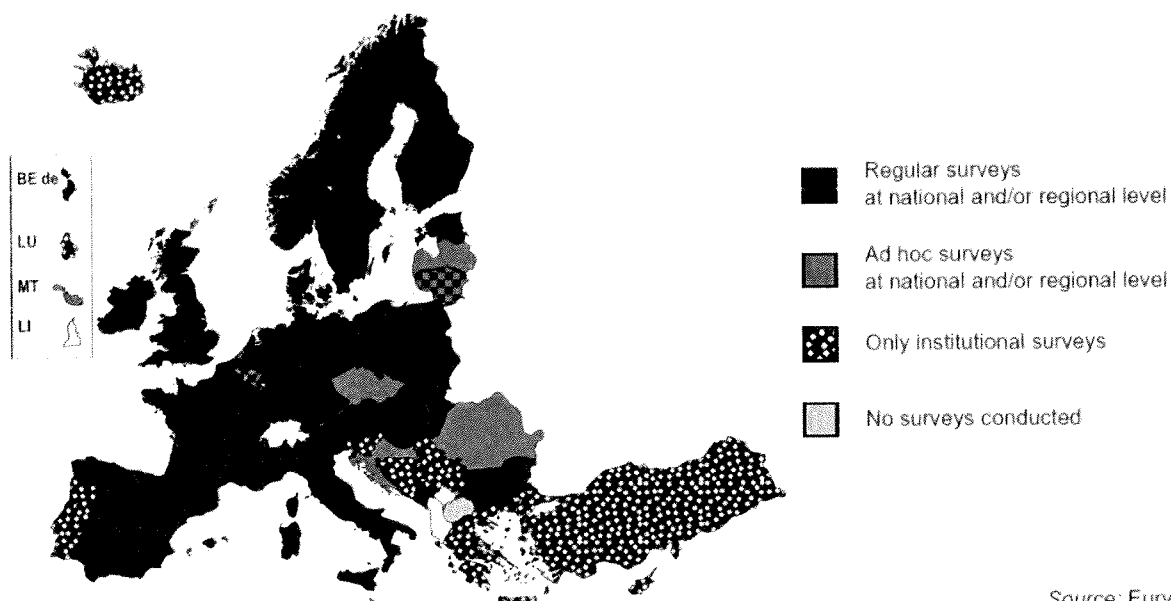 BE de
LU
MT
LI
Regular surveys
at national and/or regional level
Ad hoc surveys
at national and/or regional level
Only institutional surveys
No surveys conducted
Source: